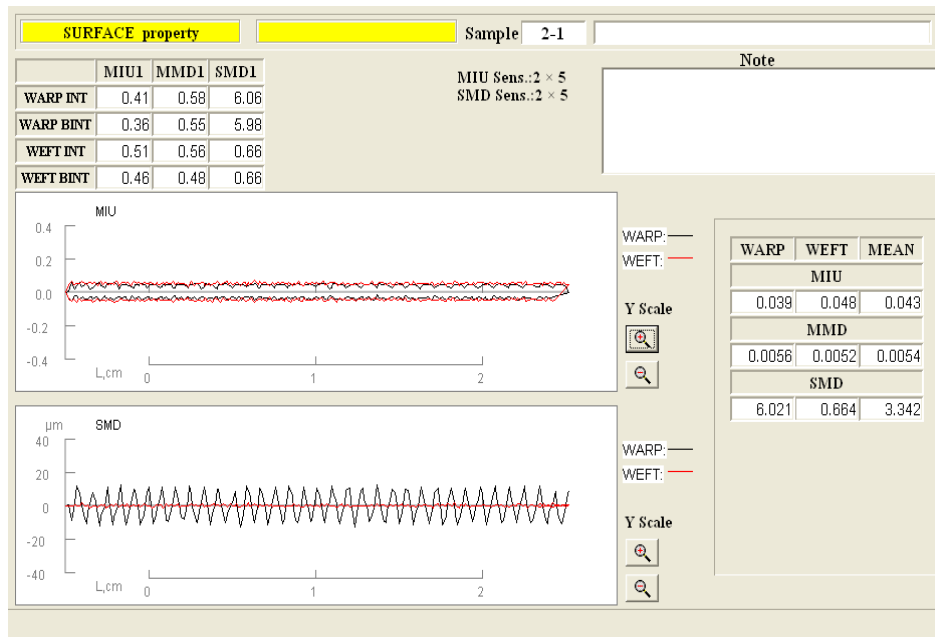 SURFACE property
Sample 2-1
Note
MIU1 MMD1 SMD1
WARP INT 0.41 0.58 6.06
WARP BINT 0.36 0.55 5.98
WEFT INT 0.51 0.56 0.66
WEFT BINT 0.46 0.48 0.66
MIU Sens.:2 × 5
SMD Sens.:2 × 5
MIU
0.4
0.2
0.0
-0.2
-0.4
L,cm 0 1 2
WARP:
WEFT:
Y Scale
µm SMD
40
20
0
-20
-40
L,cm 0 1 2
WARP:
WEFT:
Y Scale
WARP WEFT MEAN
MIU
0.039 0.048 0.043
MMD
0.0056 0.0052 0.0054
SMD
6.021 0.664 3.342